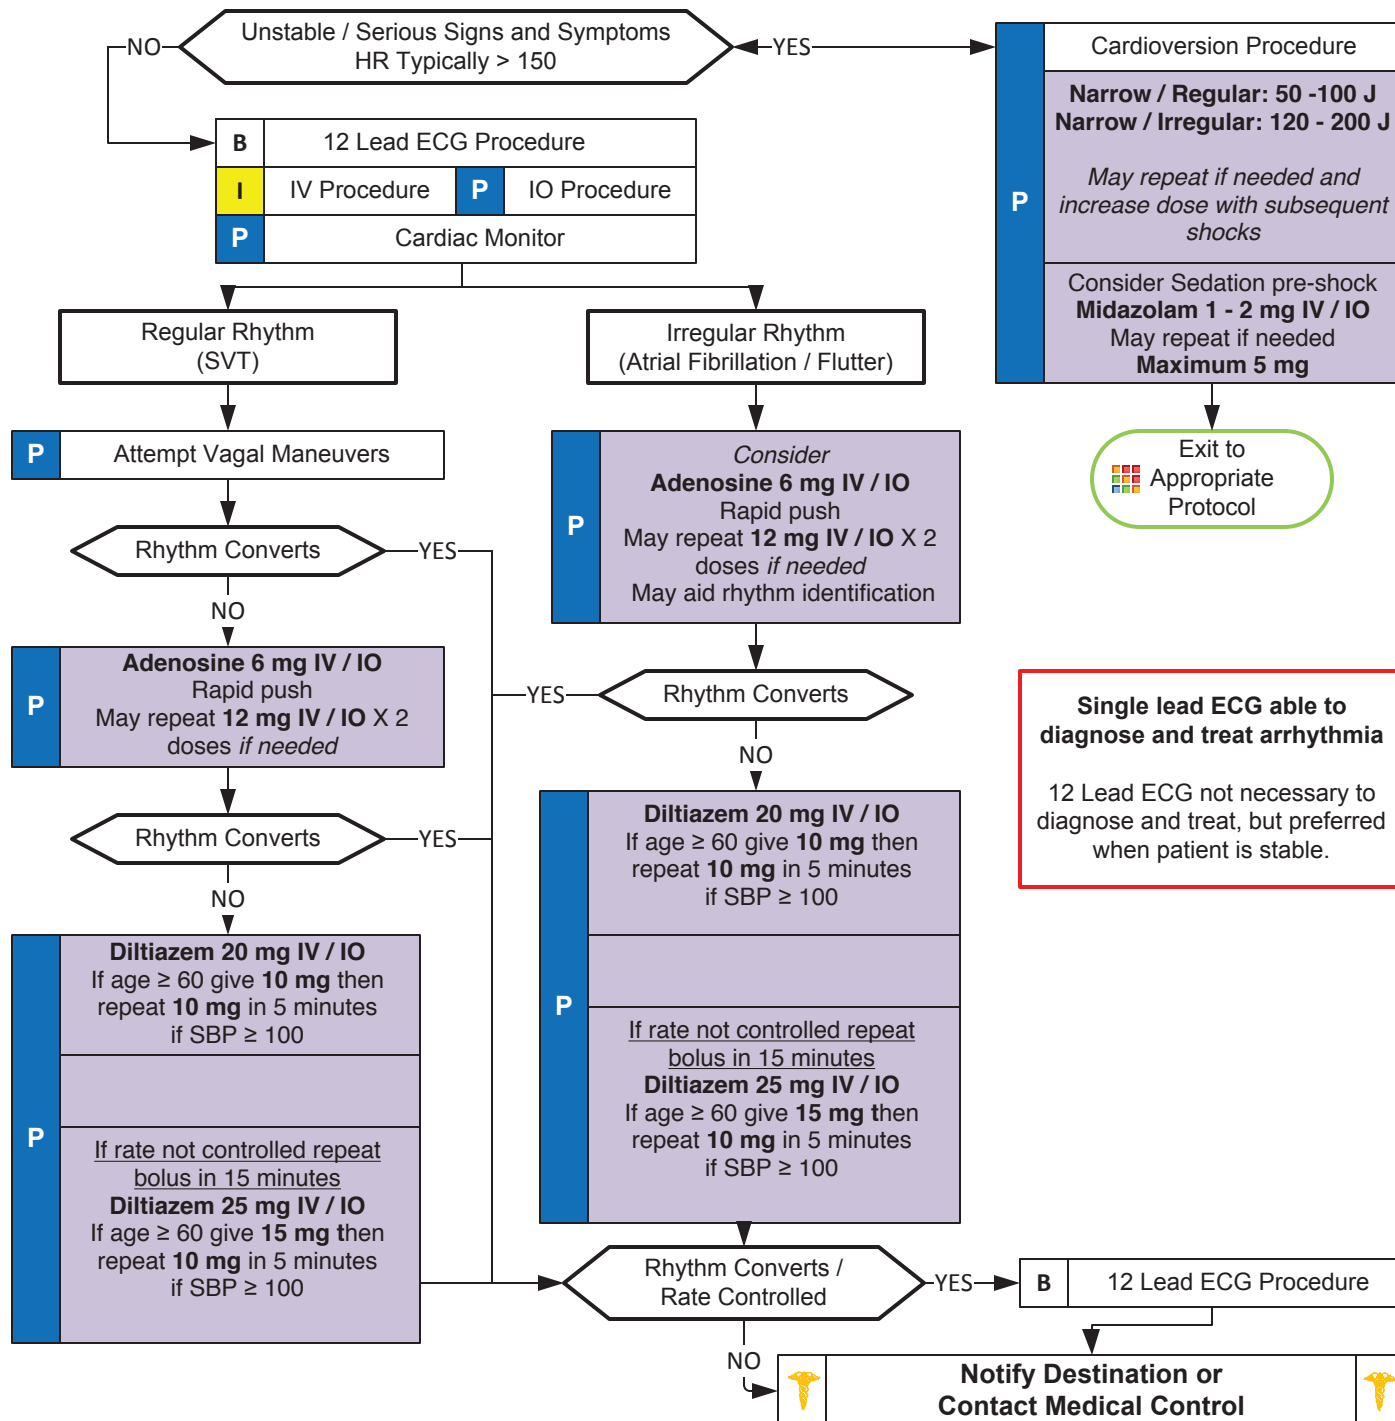 Unstable / Serious Signs and Symptoms
HR Typically > 150
NO
YES
P
Cardioversion Procedure
Narrow / Regular: 50 -100 J
Narrow / Irregular: 120 - 200 J
May repeat if needed and
increase dose with subsequent
shocks
Consider Sedation pre-shock
Midazolam 1 - 2 mg IV / IO
May repeat if needed
Maximum 5 mg
Exit to
Appropriate
Protocol
B
12 Lead ECG Procedure
I
IV Procedure
P
IO Procedure
P
Cardiac Monitor
Regular Rhythm
(SVT)
Irregular Rhythm
(Atrial Fibrillation / Flutter)
P
Attempt Vagal Maneuvers
Rhythm Converts
YES
NO
P
Adenosine 6 mg IV / IO
Rapid push
May repeat 12 mg IV / IO X 2
doses if needed
Rhythm Converts
YES
NO
P
Diltiazem 20 mg IV / IO
If age ≥ 60 give 10 mg then
repeat 10 mg in 5 minutes
if SBP ≥ 100
If rate not controlled repeat
bolus in 15 minutes
Diltiazem 25 mg IV / IO
If age ≥ 60 give 15 mg then
repeat 10 mg in 5 minutes
if SBP ≥ 100
P
Consider
Adenosine 6 mg IV / IO
Rapid push
May repeat 12 mg IV / IO X 2
doses if needed
May aid rhythm identification
YES
Rhythm Converts
NO
P
Diltiazem 20 mg IV / IO
If age ≥ 60 give 10 mg then
repeat 10 mg in 5 minutes
if SBP ≥ 100
If rate not controlled repeat
bolus in 15 minutes
Diltiazem 25 mg IV / IO
If age ≥ 60 give 15 mg then
repeat 10 mg in 5 minutes
if SBP ≥ 100
Single lead ECG able to
diagnose and treat arrhythmia
12 Lead ECG not necessary to
diagnose and treat, but preferred
when patient is stable.
Rhythm Converts /
Rate Controlled
YES
B
12 Lead ECG Procedure
NO
Notify Destination or
Contact Medical Control